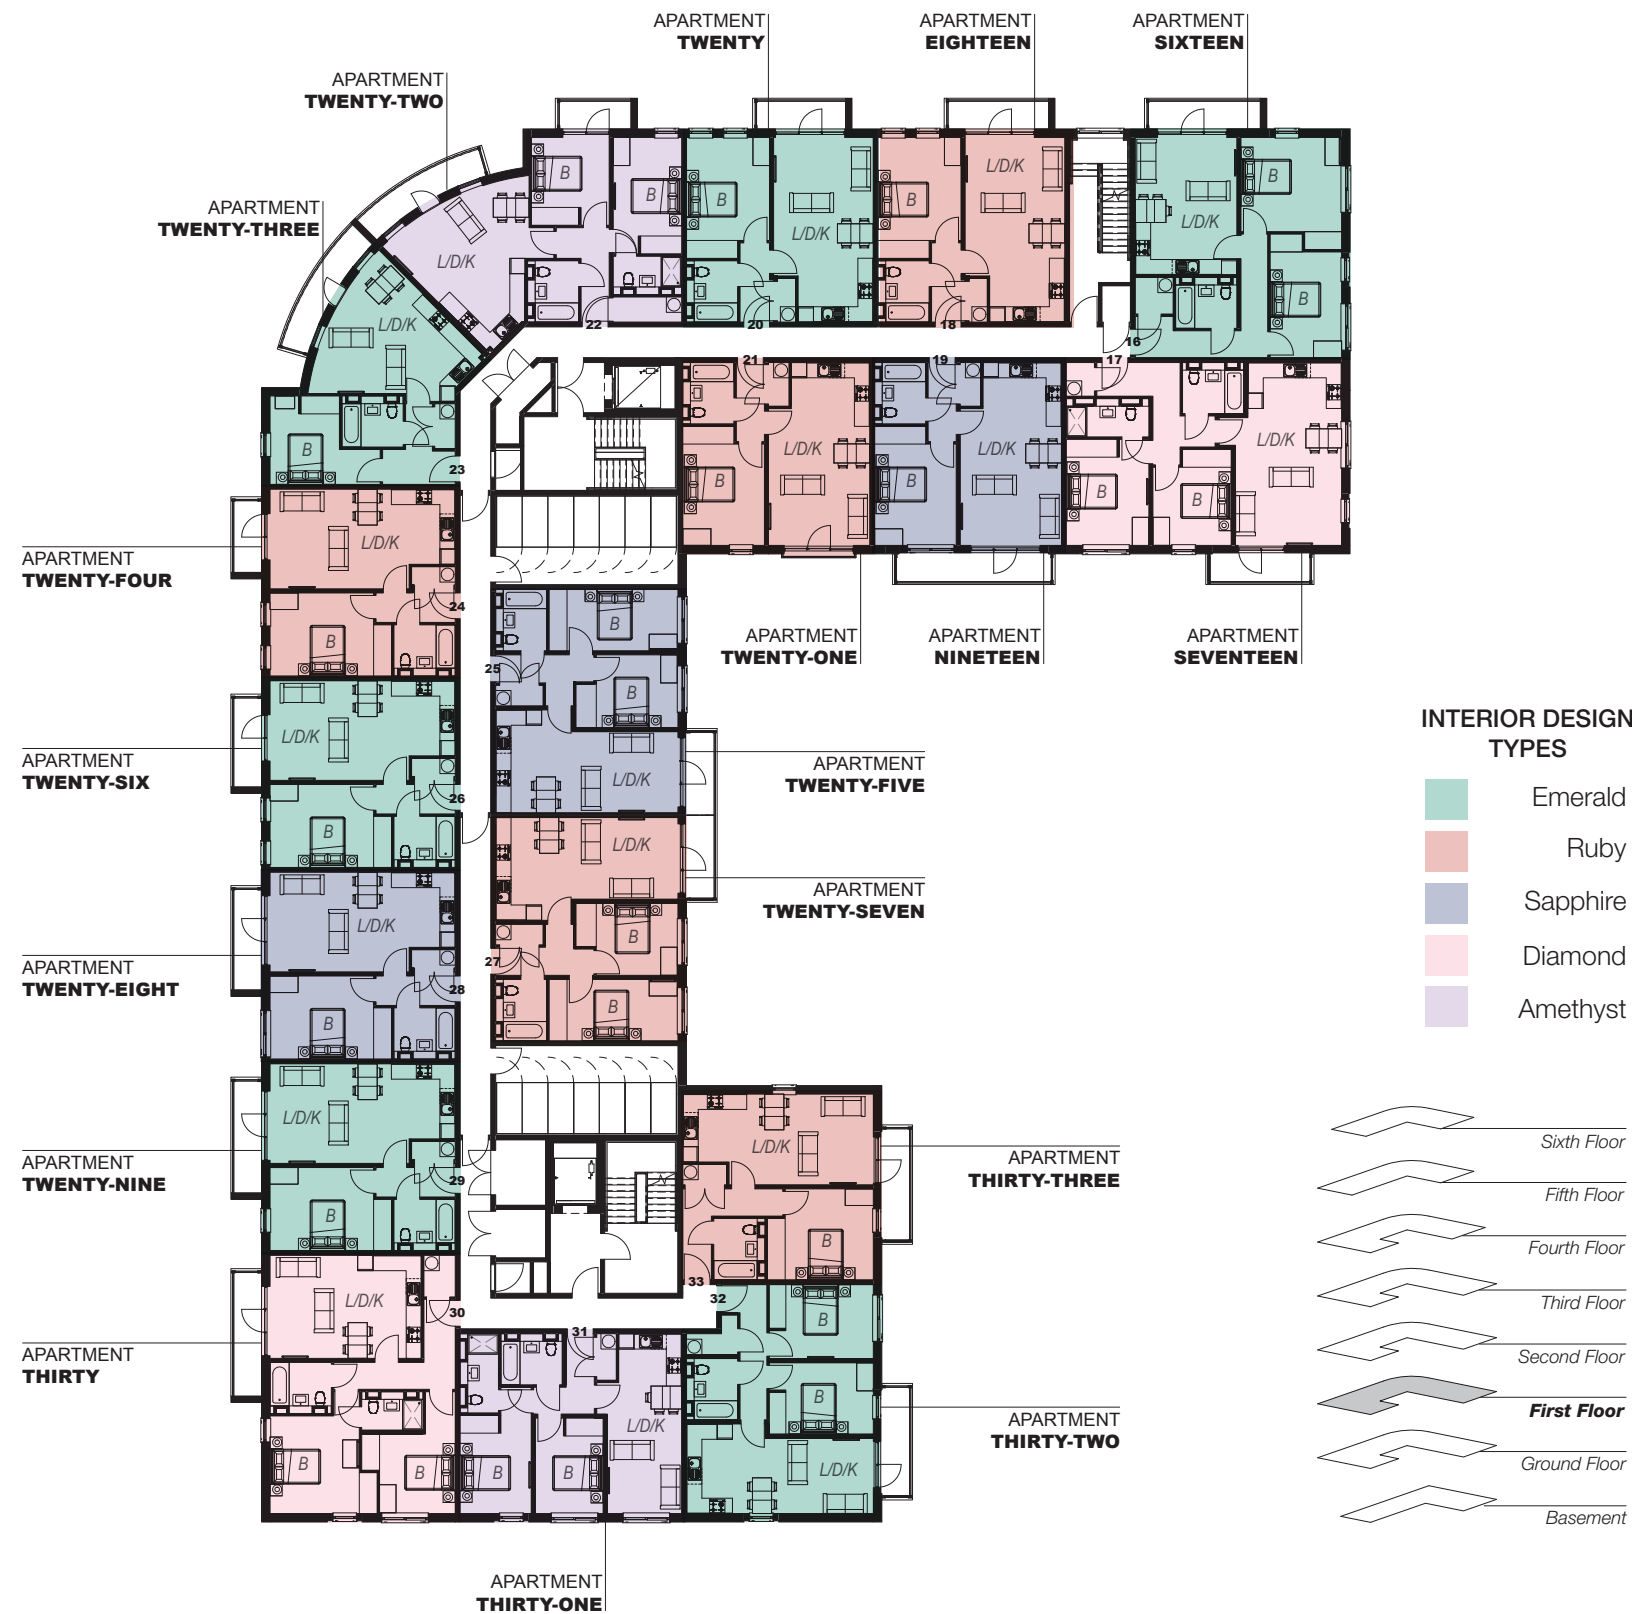 APARTMENT
TWENTY
APARTMENT
EIGHTEEN
APARTMENT
SIXTEEN
APARTMENT
TWENTY-TWO
APARTMENT
TWENTY-THREE
B
B
L/D/K
22
B
L/D/K
20
B
L/D/K
18
L/D/K
B
B
16
L/D/K
B
23
21
L/D/K
B
19
L/D/K
B
17
B
B
L/D/K
APARTMENT
TWENTY-FOUR
L/D/K
24
B
APARTMENT
TWENTY-ONE
APARTMENT
NINETEEN
APARTMENT
SEVENTEEN
B
25
B
L/D/K
APARTMENT
TWENTY-SIX
L/D/K
26
B
APARTMENT
TWENTY-FIVE
L/D/K
27
B
B
APARTMENT
TWENTY-SEVEN
APARTMENT
TWENTY-EIGHT
L/D/K
28
B
APARTMENT
TWENTY-NINE
L/D/K
29
B
L/D/K
B
33
APARTMENT
THIRTY-THREE
APARTMENT
THIRTY
L/D/K
30
B
B
31
L/D/K
B
B
32
B
B
L/D/K
APARTMENT
THIRTY-TWO
APARTMENT
THIRTY-ONE
INTERIOR DESIGN
TYPES
Emerald
Ruby
Sapphire
Diamond
Amethyst
Sixth Floor
Fifth Floor
Fourth Floor
Third Floor
Second Floor
First Floor
Ground Floor
Basement